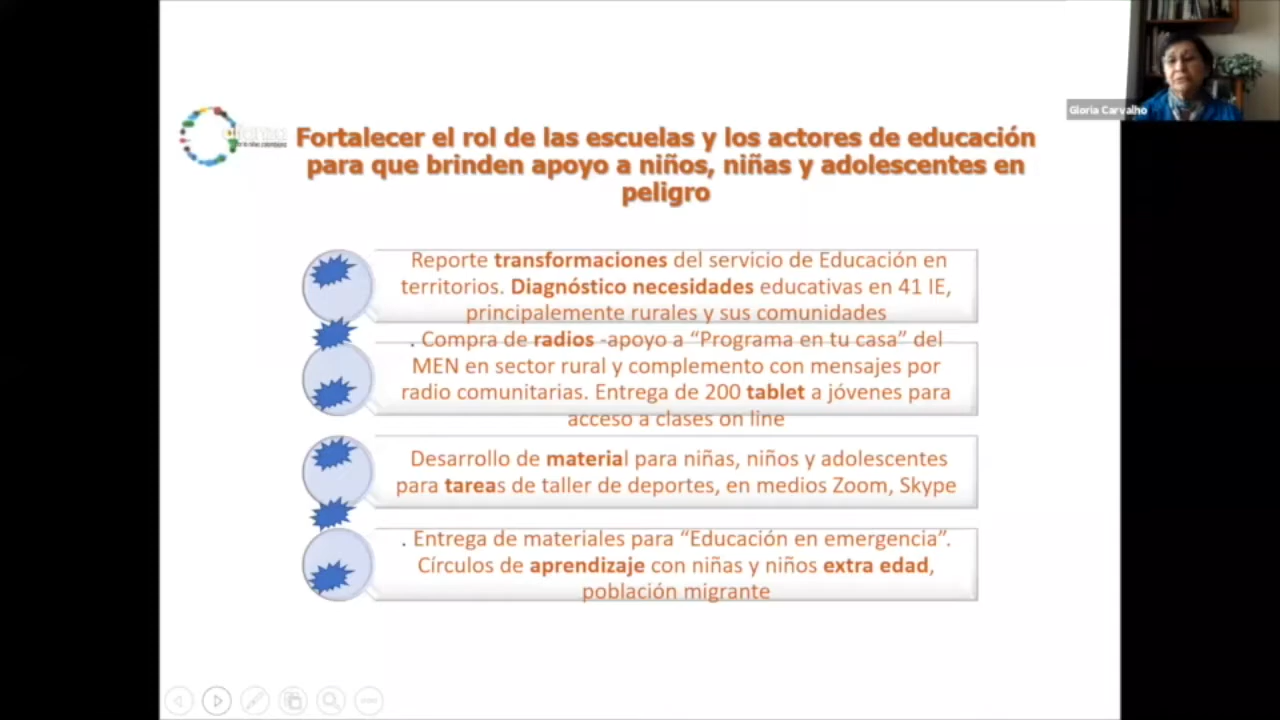 Gloria Carvalho
Fortalecer el rol de las escuelas y los actores de educación
para que brinden apoyo a niños, niñas y adolescentes en
peligro
Reporte transformaciones del servicio de Educación en
territorios. Diagnóstico necesidades educativas en 41 IE,
principalemente rurales y sus comunidades
. Compra de radios -apoyo a “Programa en tu casa” del
MEN en sector rural y complemento con mensajes por
radio comunitarias. Entrega de 200 tablet a jóvenes para
acceso a clases on line
Desarrollo de material para niñas, niños y adolescentes
para tareas de taller de deportes, en medios Zoom, Skype
. Entrega de materiales para “Educación en emergencia”.
Círculos de aprendizaje con niñas y niños extra edad,
población migrante